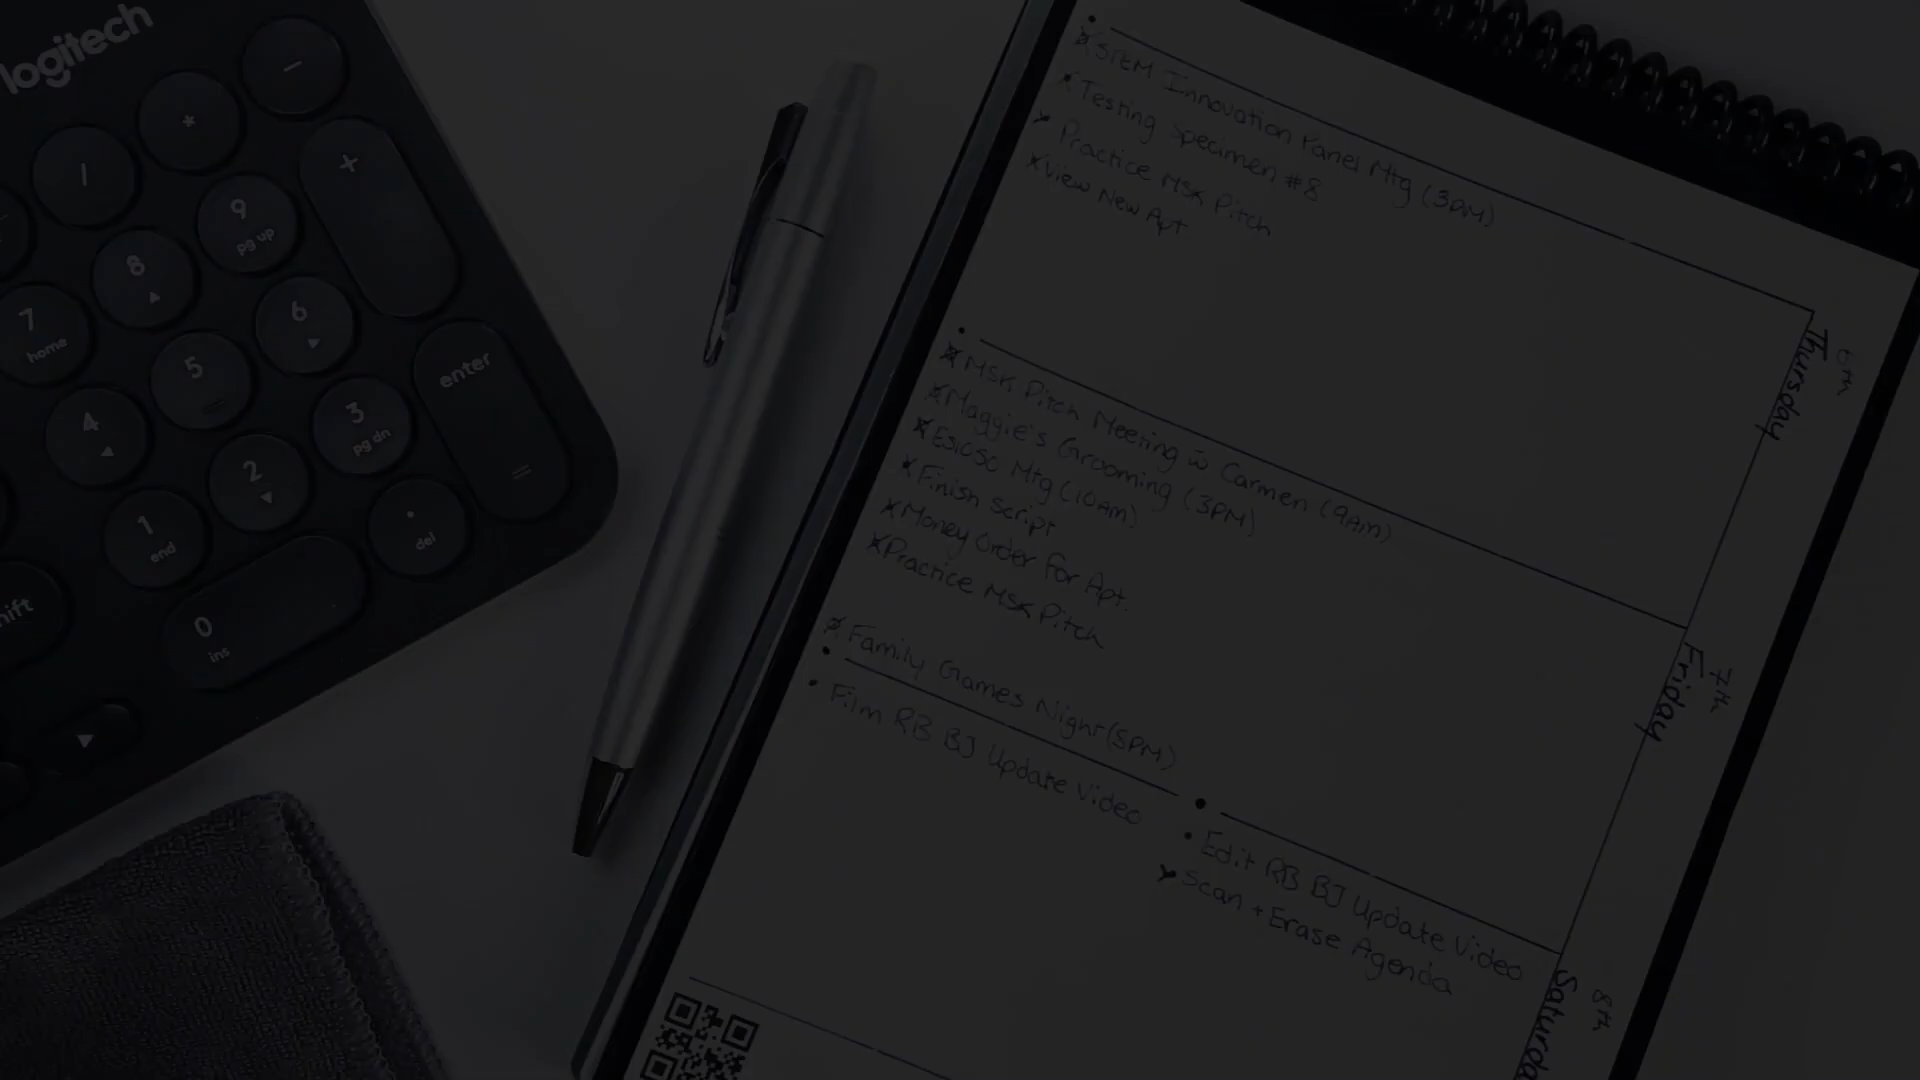 logitech
-
*
/
+
9
pg up
8
7
home
6
5
4
enter
=
3
pg dn
2
1
end
.
del
0
ins
STEM Innovation Panel Mtg (3PM)
Testing Specimen #8
Practice MSK Pitch
View New Apt
Thursday
6th
MSK Pitch Meeting w Carmen (9AM)
Maggie's Grooming (3PM)
Mtg (10am)
Finish Script
Money Order for Apt.
Practice MSK Pitch
Friday
7th
Family Games Night (5PM)
Film RB BJ Update Video
Edit RB BJ Update Video
Scan + Erase Agenda
8th